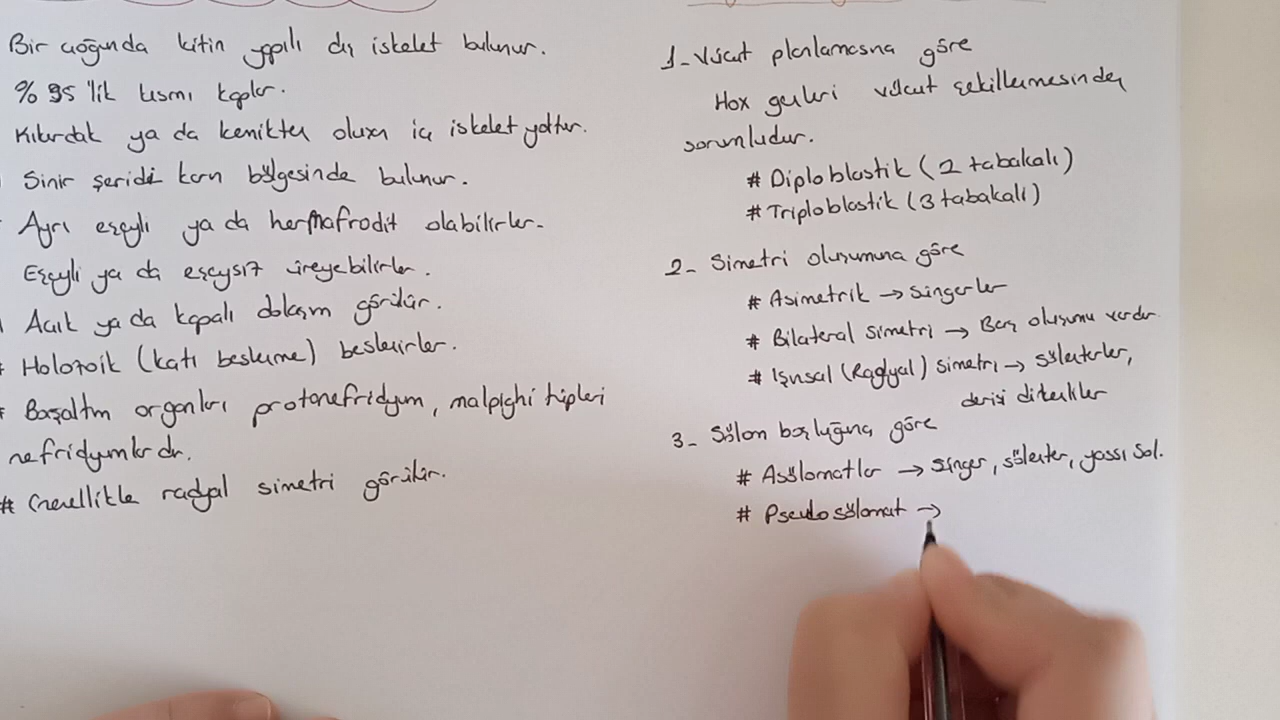 Bir çoğunda kitin yapılı dış iskelet bulunur.
% 95'lik kısmı kaplar.
Kıkırdak ya da kemikten oluşan iç iskelet yoktur.
Sinir şeridi karın bölgesinde bulunur.
Ayrı eşeyli ya da hermafrodit olabilirler.
Eşeyli ya da eşeysiz üreyebilirler.
Açık ya da kapalı dolaşım görülür.
# Holozoik (katı beslenme) beslenirler.
# Boşaltım organları protonefridyum, malpighi tüpleri
nefridyumlardır.
# Genellikle radyal simetri görülür.
1- Vücut planlamasına göre
Hox genleri vücut şekillenmesinden
sorumludur.
# Diploblastik (2 tabakalı)
# Triploblastik (3 tabakalı)
2- Simetri oluşumuna göre
# Asimetrik → Süngerler
# Bilateral simetri → Baş oluşumu vardır.
# Işınsal (Radyal) simetri → sölenterler,
derisi dikenliler
3- Sölom boşluğuna göre
# Asölomatlar → Sünger, sölenter, yassı sol.
# Pseudosölomat →